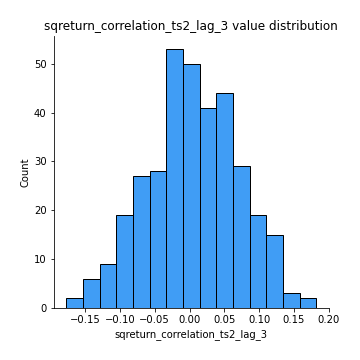 sqreturn_correlation_ts2_lag_3 value distribution
50
40
30
20
10
0
Count
−0.15 −0.10 −0.05 0.00 0.05 0.10 0.15 0.20
sqreturn_correlation_ts2_lag_3